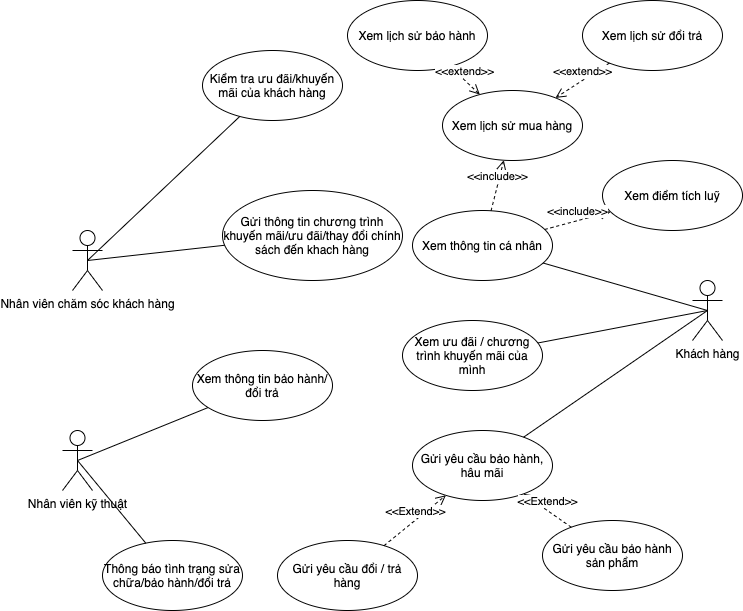 Xem lịch sử bảo hành
Xem lịch sử đổi trả
<<extend>>
<<extend>>
Kiểm tra ưu đãi/khuyến
mãi của khách hàng
Xem lịch sử mua hàng
<<include>>
Xem điểm tích luỹ
<<include>>
Gửi thông tin chương trình
khuyến mãi/ưu đãi/thay đổi chính
sách đến khach hàng
Xem thông tin cá nhân
Nhân viên chăm sóc khách hàng
Xem ưu đãi / chương
trình khuyến mãi của
mình
Khách hàng
Xem thông tin bảo hành/
đổi trả
Gửi yêu cầu bảo hành,
hâu mãi
Nhân viên kỹ thuật
<<Extend>>
<<Extend>>
Thông báo tình trạng sửa
chữa/bảo hành/đổi trả
Gửi yêu cầu đổi / trả
hàng
Gửi yêu cầu bảo hành
sản phẩm